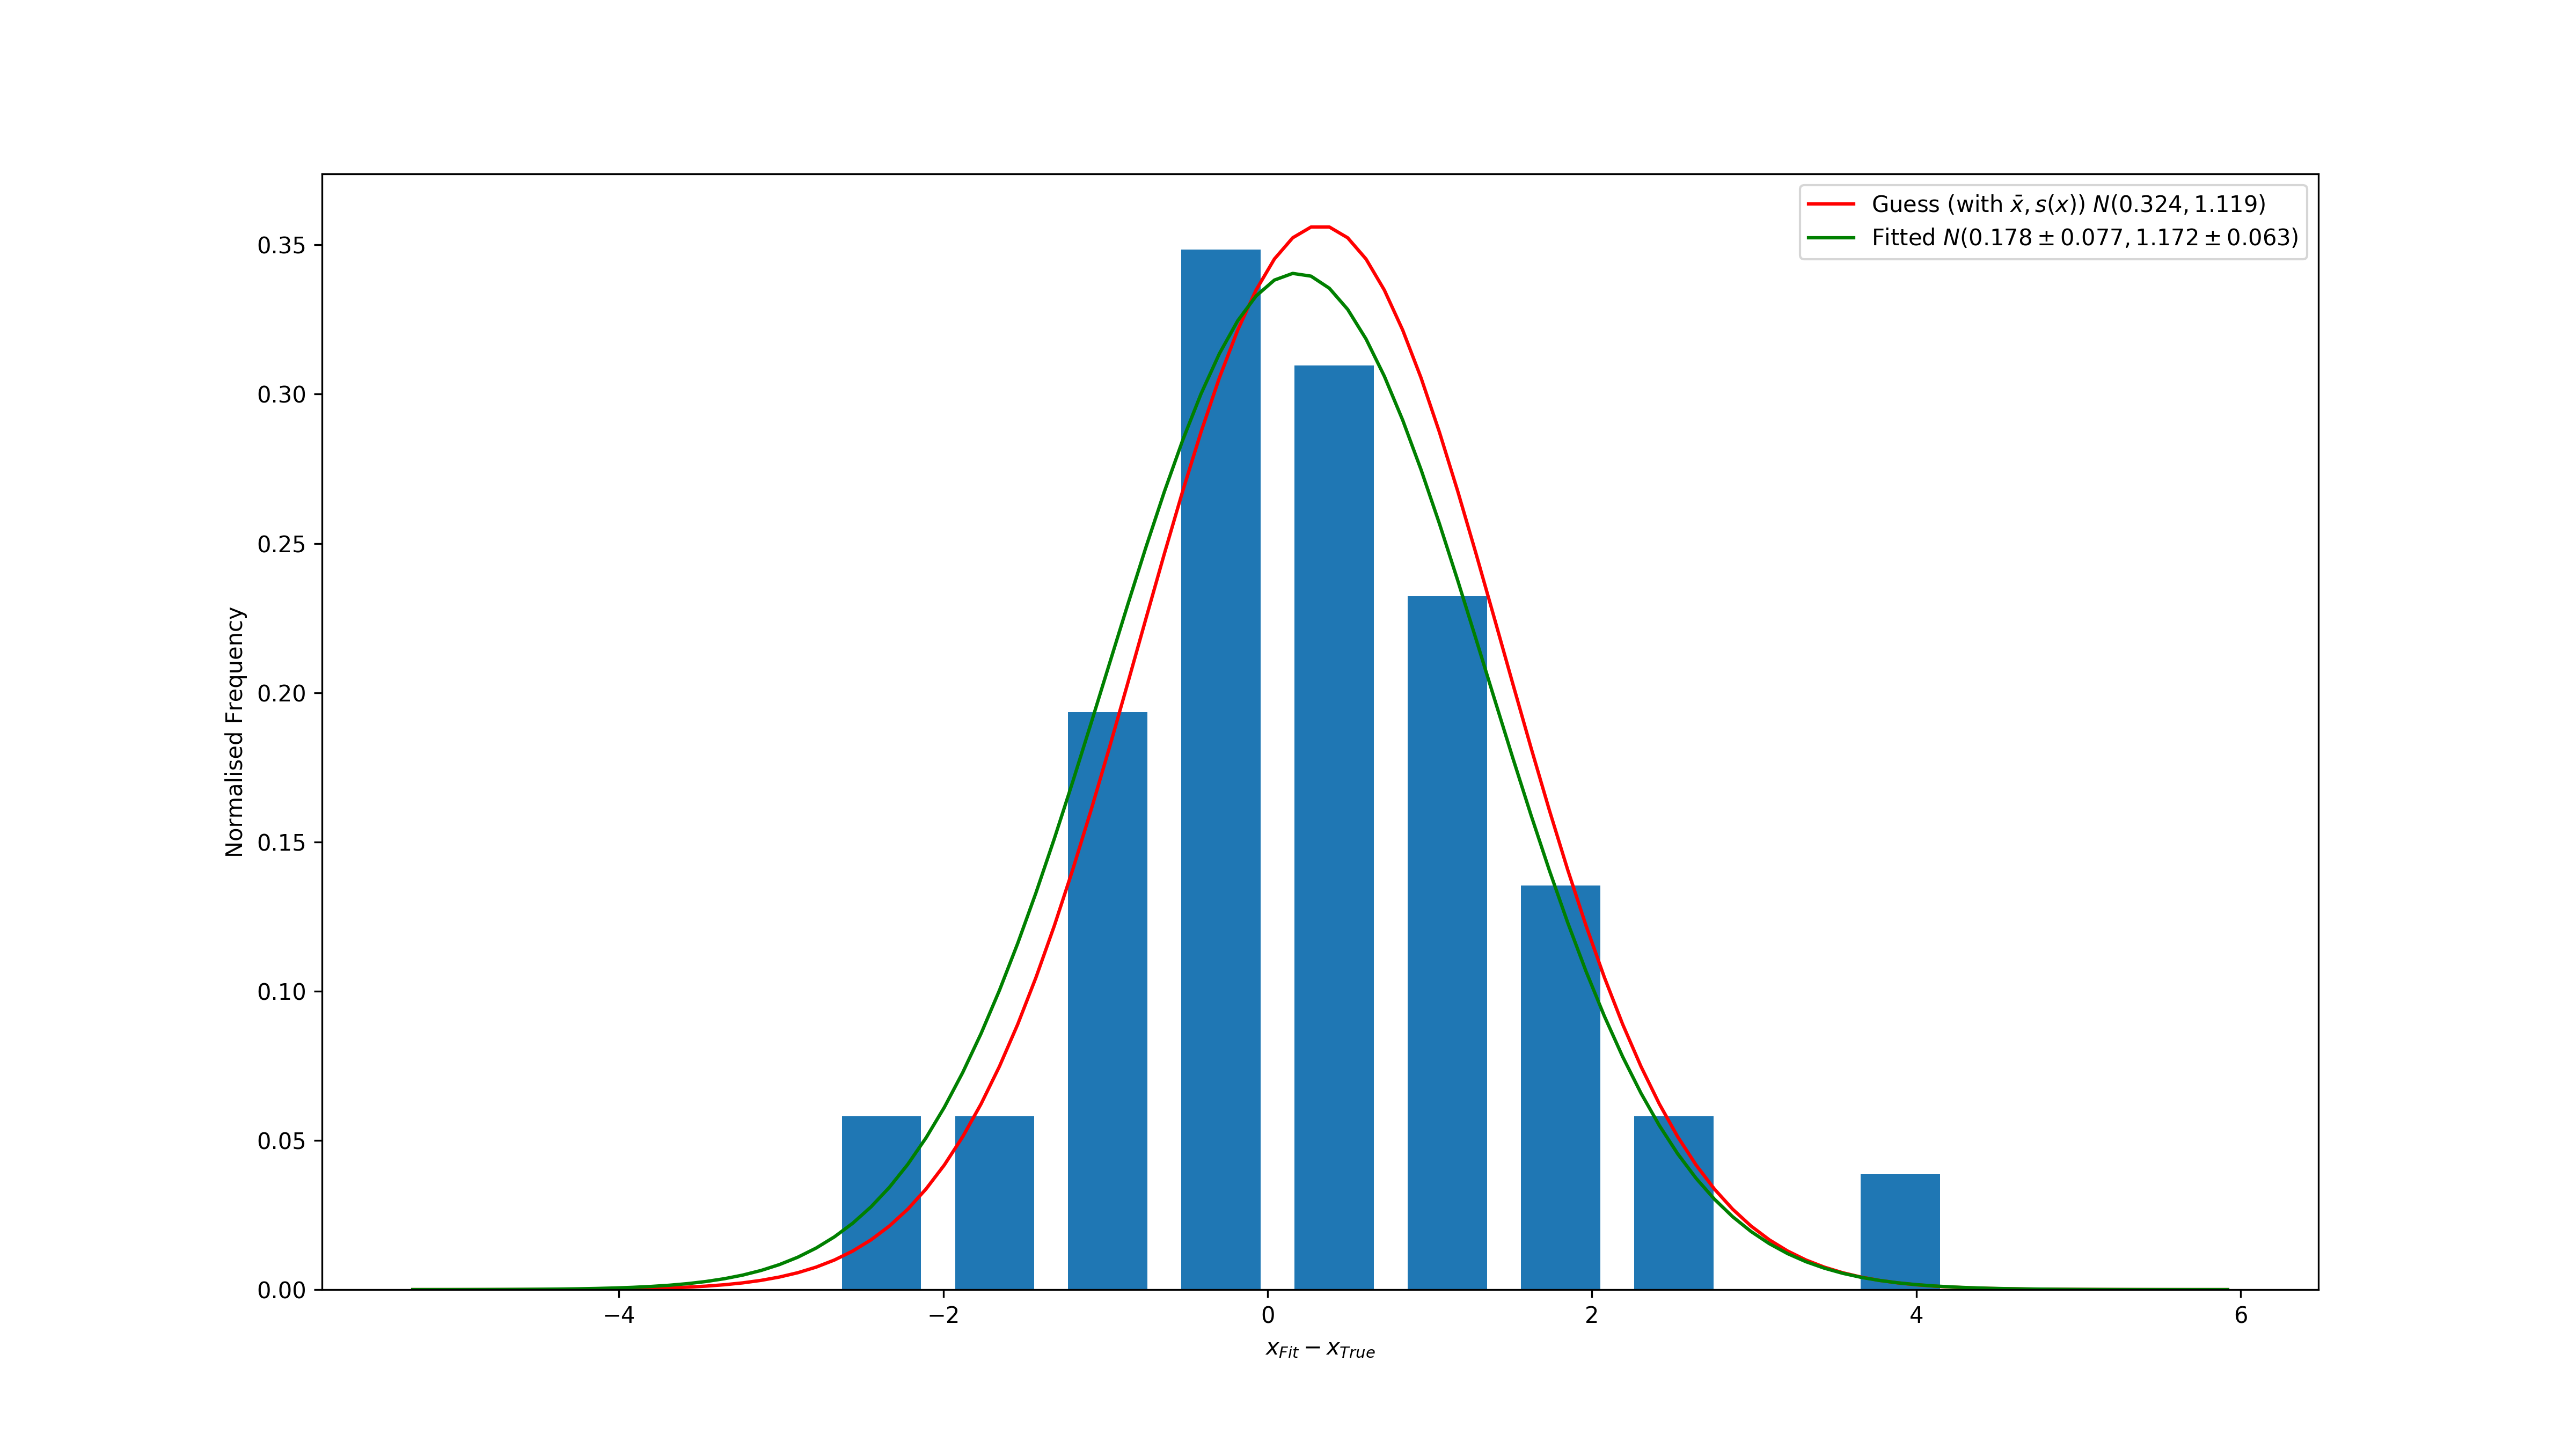 Guess (with x̄, s(x)) N(0.324, 1.119)
Fitted N(0.178 ± 0.077, 1.172 ± 0.063)
0.35
0.30
0.25
0.20
0.15
0.10
0.05
0.00
Normalised Frequency
−4 −2 0 2 4 6
x_Fit − x_True